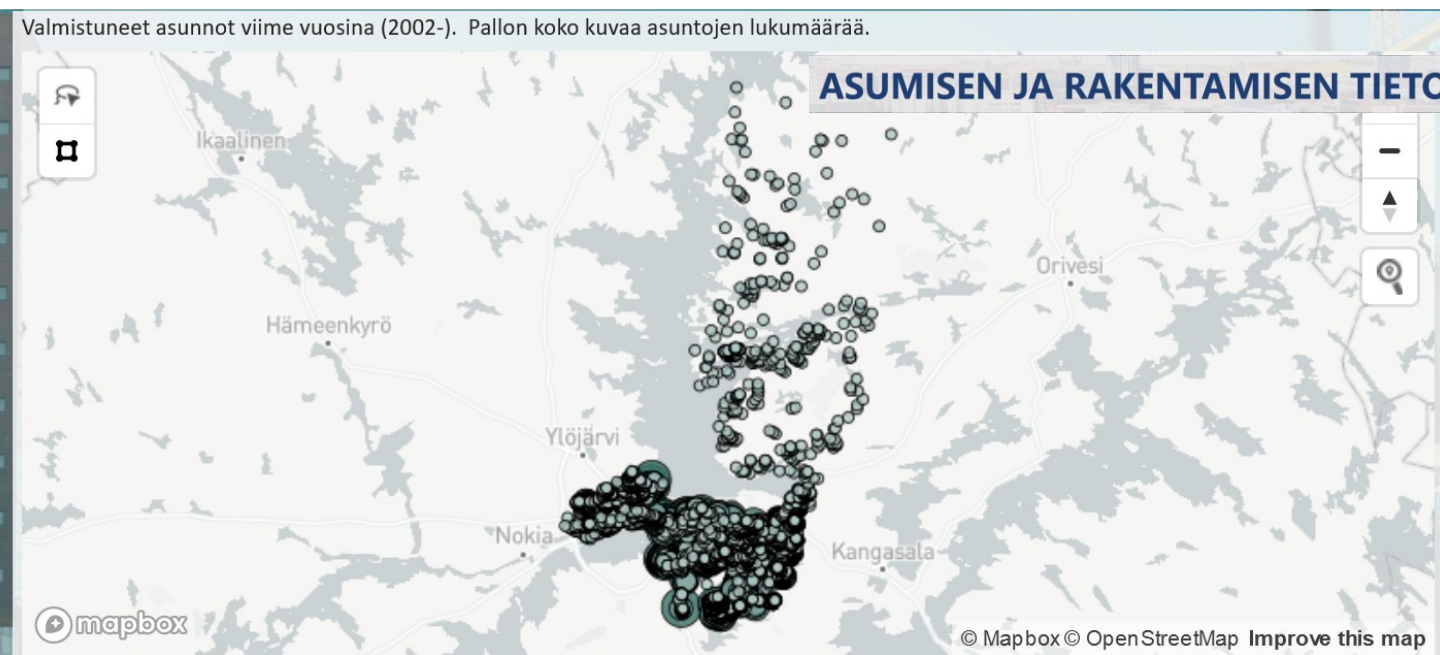 Valmistuneet asunnot viime vuosina (2002-). Pallon koko kuvaa asuntojen lukumäärää.
ASUMISEN JA RAKENTAMISEN TIETO
Ikaalinen
Orivesi
Hämeenkyrö
Ylöjärvi
Nokia
Kangasala
mapbox
© Mapbox © OpenStreetMap Improve this map